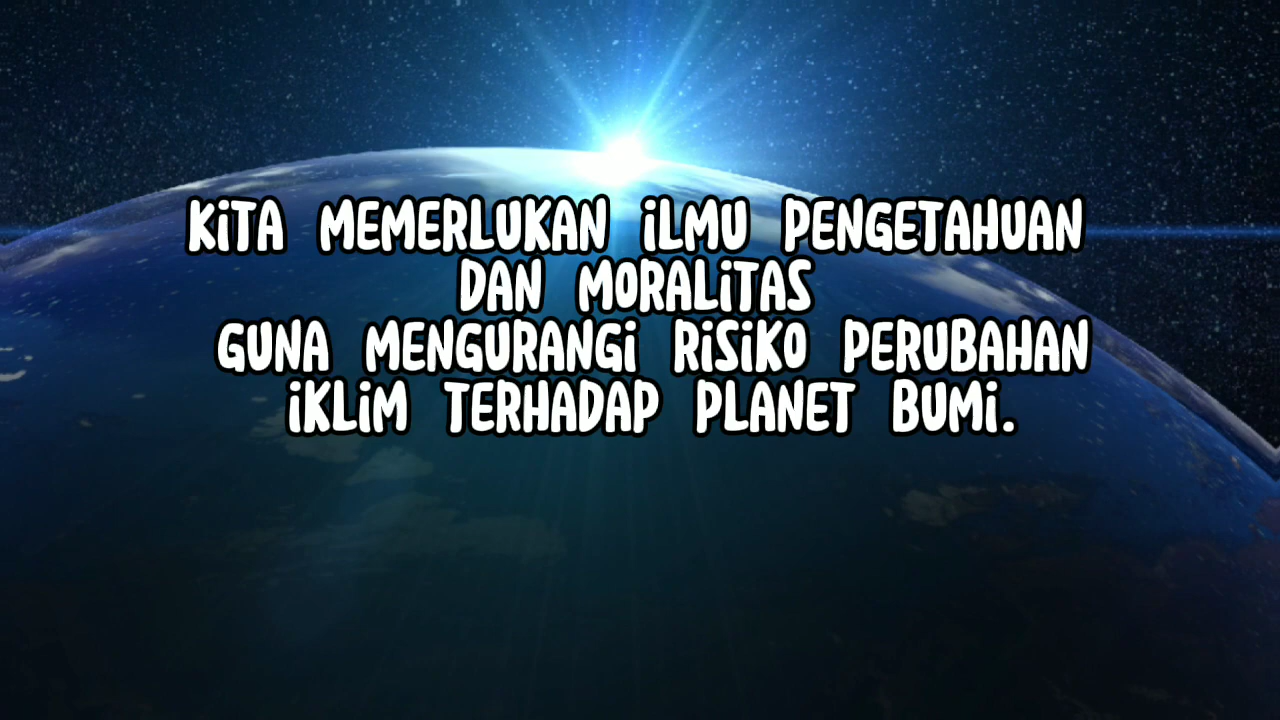 KiTA MEMERLUKAN iLMU PENGETAHUAN
DAN MORALiTAS
GUNA MENGURANGi RiSiKO PERUBAHAN
iKLiM TERHADAP PLANET BUMi.